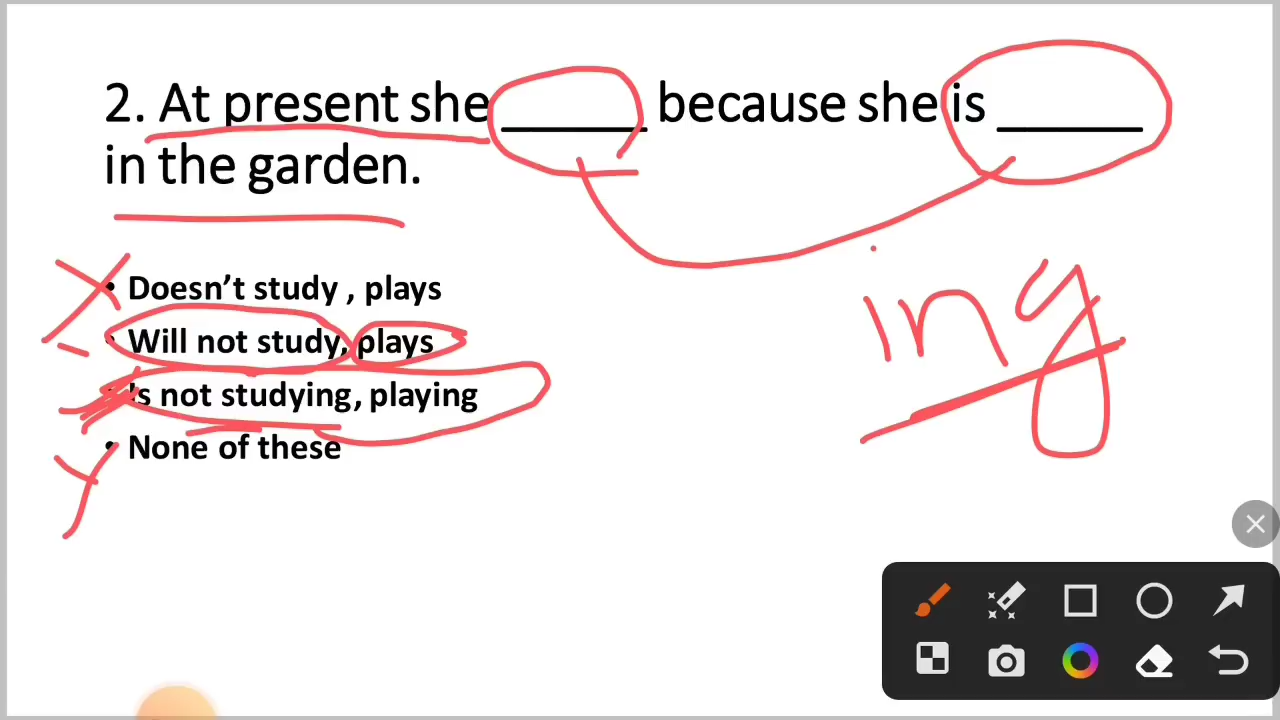 2. At present she ______ because she is ______
in the garden.
• Doesn’t study , plays
• Will not study, plays
• Is not studying, playing
• None of these
ing